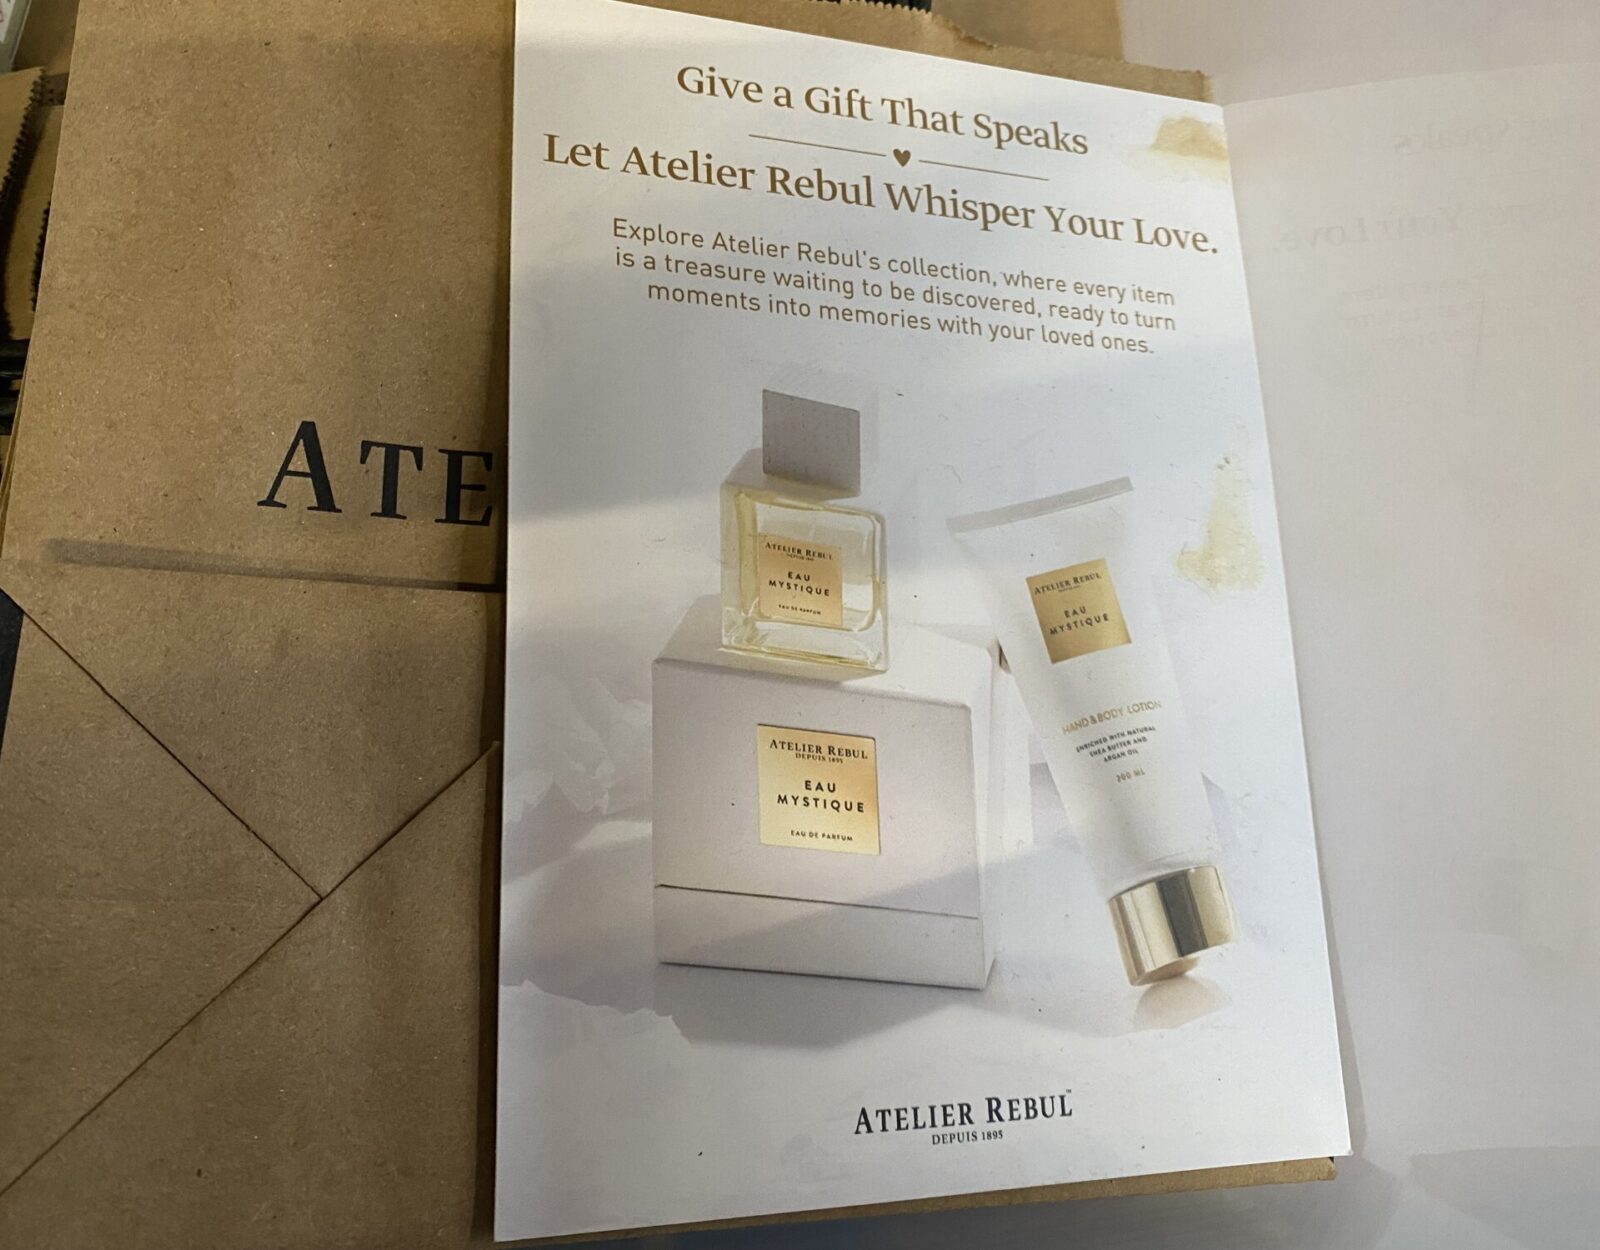 Give a Gift That Speaks
Let Atelier Rebul Whisper Your Love.
Explore Atelier Rebul's collection, where every item
is a treasure waiting to be discovered, ready to turn
moments into memories with your loved ones.
ATE
ATELIER REBUL
EAU
MYSTIQUE
EAU DE PARFUM
ATELIER REBUL
EAU
MYSTIQUE
HAND & BODY LOTION
ENRICHED WITH NATURAL
SHEA BUTTER AND
ARGAN OIL
200 ML
ATELIER REBUL
DEPUIS 1895
EAU
MYSTIQUE
EAU DE PARFUM
ATELIER REBUL™
DEPUIS 1895